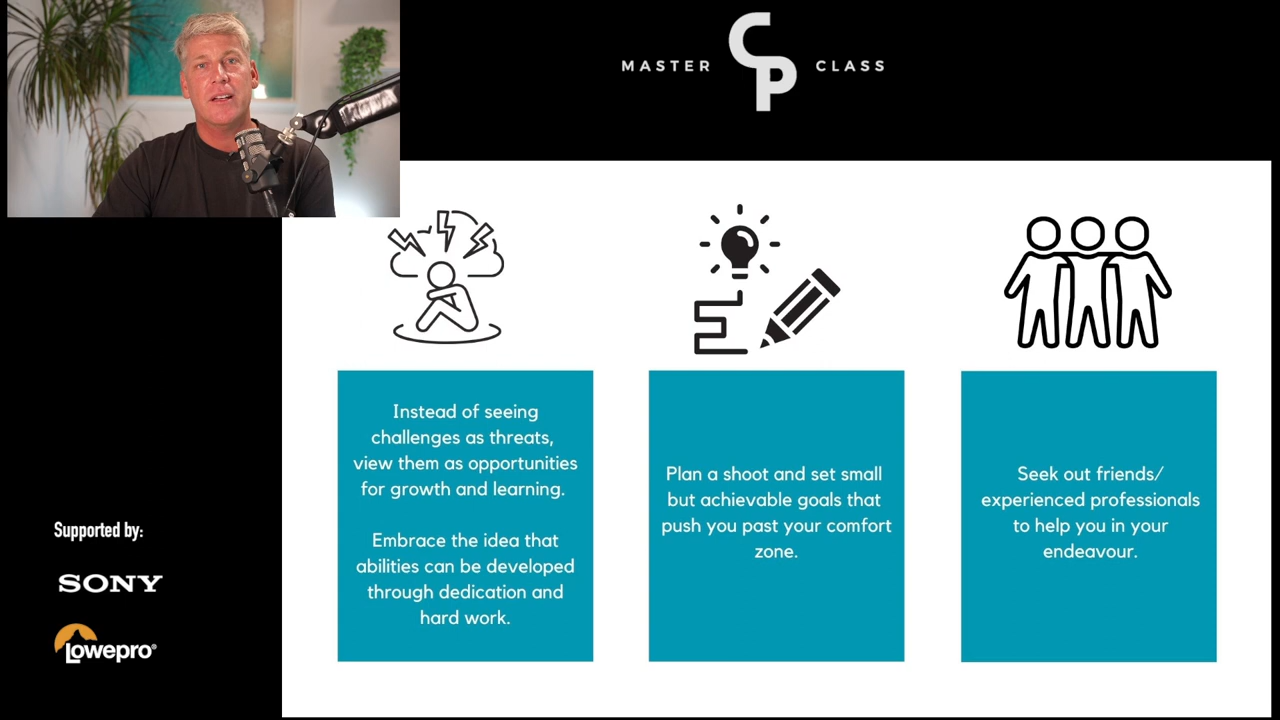 MASTER CP CLASS
Instead of seeing
challenges as threats,
view them as opportunities
for growth and learning.
Embrace the idea that
abilities can be developed
through dedication and
hard work.
Plan a shoot and set small
but achievable goals that
push you past your comfort
zone.
Seek out friends/
experienced professionals
to help you in your
endeavour.
Supported by:
SONY
Lowepro®